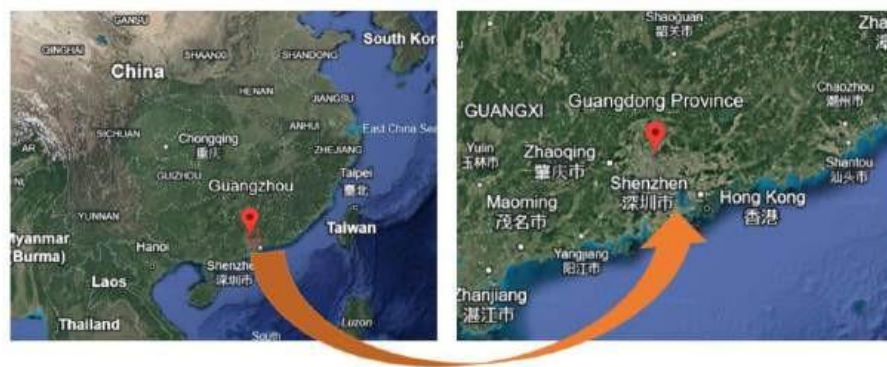 GANSU
QINGHAI
SHAANXI
SHANDONG
South Kor
China
HENAN
JIANGSU
SICHUAN
Chongqing
重庆
ANHUI
East China Sea
AR
ZHEJIANG
GUIZHOU
Guangzhou
Taipei
臺北
YUNNAN
Taiwan
Myanmar
(Burma)
Hanoi
Shenzhe
深圳市
Laos
Thailand
Luzon
South
Shaoguan
韶关市
Zha
GUANGXI
Guangdong Province
Chaozhou
潮州市
Yulin
玉林市
Zhaoqing
肇庆市
Shantou
汕头市
Shenzhen
深圳市
Hong Kong
香港
Maoming
茂名市
Yangjiang
阳江市
Zhanjiang
湛江市